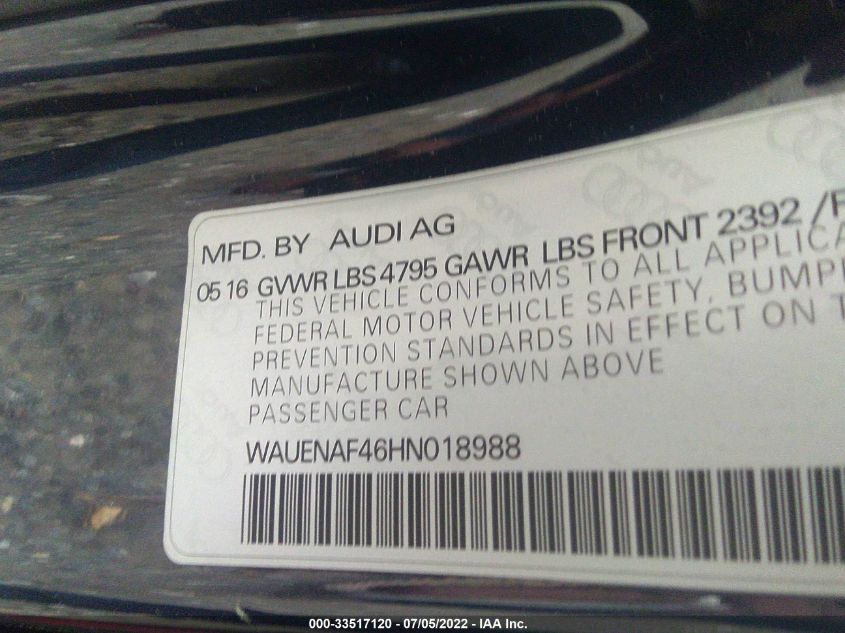 MFD. BY AUDI AG
05 16 GVWR LBS 4795 GAWR LBS FRONT 2392 /F
THIS VEHICLE CONFORMS TO ALL APPLICA
FEDERAL MOTOR VEHICLE SAFETY, BUMP
PREVENTION STANDARDS IN EFFECT ON T
MANUFACTURE SHOWN ABOVE
PASSENGER CAR
WAUENAF46HN018988
000-33517120 - 07/05/2022 - IAA Inc.